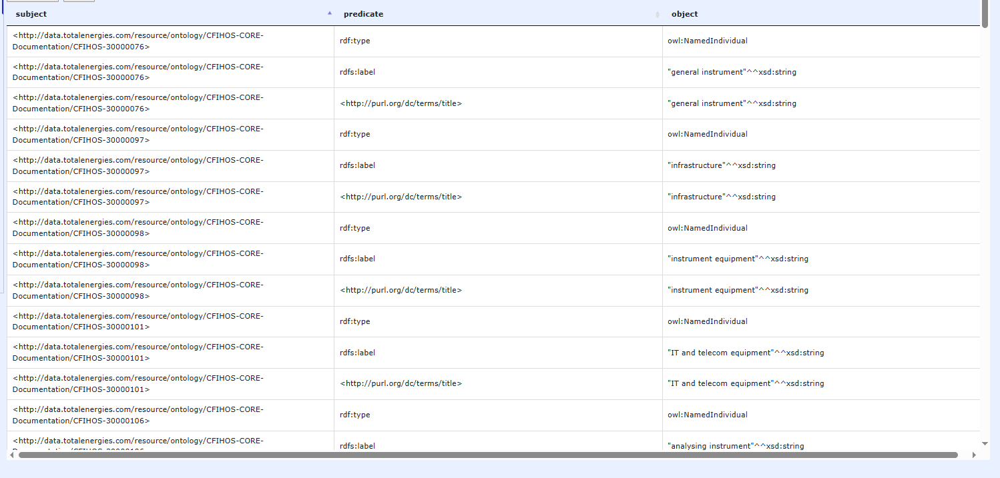 subject predicate object
<http://data.totalenergies.com/resource/ontology/CFIHOS-CORE-
Documentation/CFIHOS-30000076>
rdf:type
owl:NamedIndividual
<http://data.totalenergies.com/resource/ontology/CFIHOS-CORE-
Documentation/CFIHOS-30000076>
rdfs:label
"general instrument"^^xsd:string
<http://data.totalenergies.com/resource/ontology/CFIHOS-CORE-
Documentation/CFIHOS-30000076>
<http://purl.org/dc/terms/title>
"general instrument"^^xsd:string
<http://data.totalenergies.com/resource/ontology/CFIHOS-CORE-
Documentation/CFIHOS-30000097>
rdf:type
owl:NamedIndividual
<http://data.totalenergies.com/resource/ontology/CFIHOS-CORE-
Documentation/CFIHOS-30000097>
rdfs:label
"infrastructure"^^xsd:string
<http://data.totalenergies.com/resource/ontology/CFIHOS-CORE-
Documentation/CFIHOS-30000097>
<http://purl.org/dc/terms/title>
"infrastructure"^^xsd:string
<http://data.totalenergies.com/resource/ontology/CFIHOS-CORE-
Documentation/CFIHOS-30000098>
rdf:type
owl:NamedIndividual
<http://data.totalenergies.com/resource/ontology/CFIHOS-CORE-
Documentation/CFIHOS-30000098>
rdfs:label
"instrument equipment"^^xsd:string
<http://data.totalenergies.com/resource/ontology/CFIHOS-CORE-
Documentation/CFIHOS-30000098>
<http://purl.org/dc/terms/title>
"instrument equipment"^^xsd:string
<http://data.totalenergies.com/resource/ontology/CFIHOS-CORE-
Documentation/CFIHOS-30000101>
rdf:type
owl:NamedIndividual
<http://data.totalenergies.com/resource/ontology/CFIHOS-CORE-
Documentation/CFIHOS-30000101>
rdfs:label
"IT and telecom equipment"^^xsd:string
<http://data.totalenergies.com/resource/ontology/CFIHOS-CORE-
Documentation/CFIHOS-30000101>
<http://purl.org/dc/terms/title>
"IT and telecom equipment"^^xsd:string
<http://data.totalenergies.com/resource/ontology/CFIHOS-CORE-
Documentation/CFIHOS-30000106>
rdf:type
owl:NamedIndividual
<http://data.totalenergies.com/resource/ontology/CFIHOS-CORE-
rdfs:label
"analysing instrument"^^xsd:string